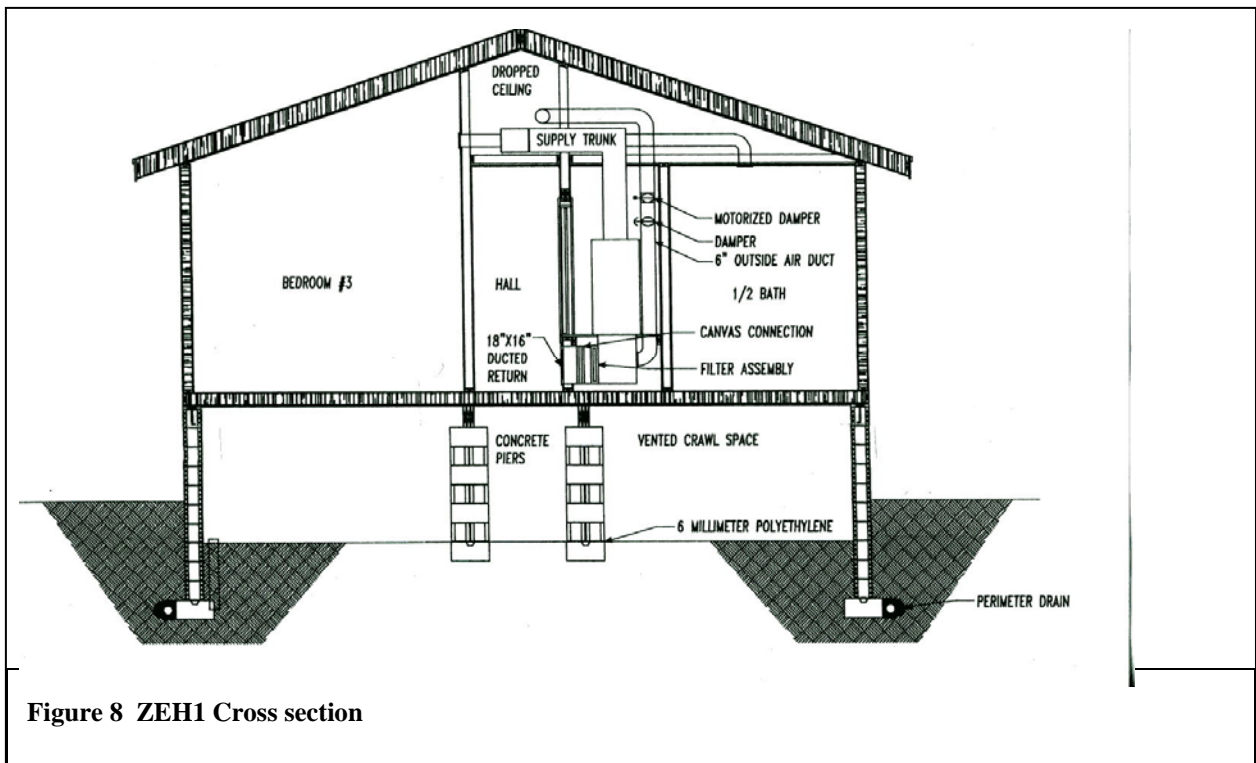 DROPPED
CEILING
SUPPLY TRUNK
MOTORIZED DAMPER
DAMPER
6" OUTSIDE AIR DUCT
BEDROOM #3
HALL
1/2 BATH
CANVAS CONNECTION
18"X16"
DUCTED
RETURN
FILTER ASSEMBLY
CONCRETE
PIERS
VENTED CRAWL SPACE
6 MILLIMETER POLYETHYLENE
PERIMETER DRAIN
Figure 8 ZEH1 Cross section